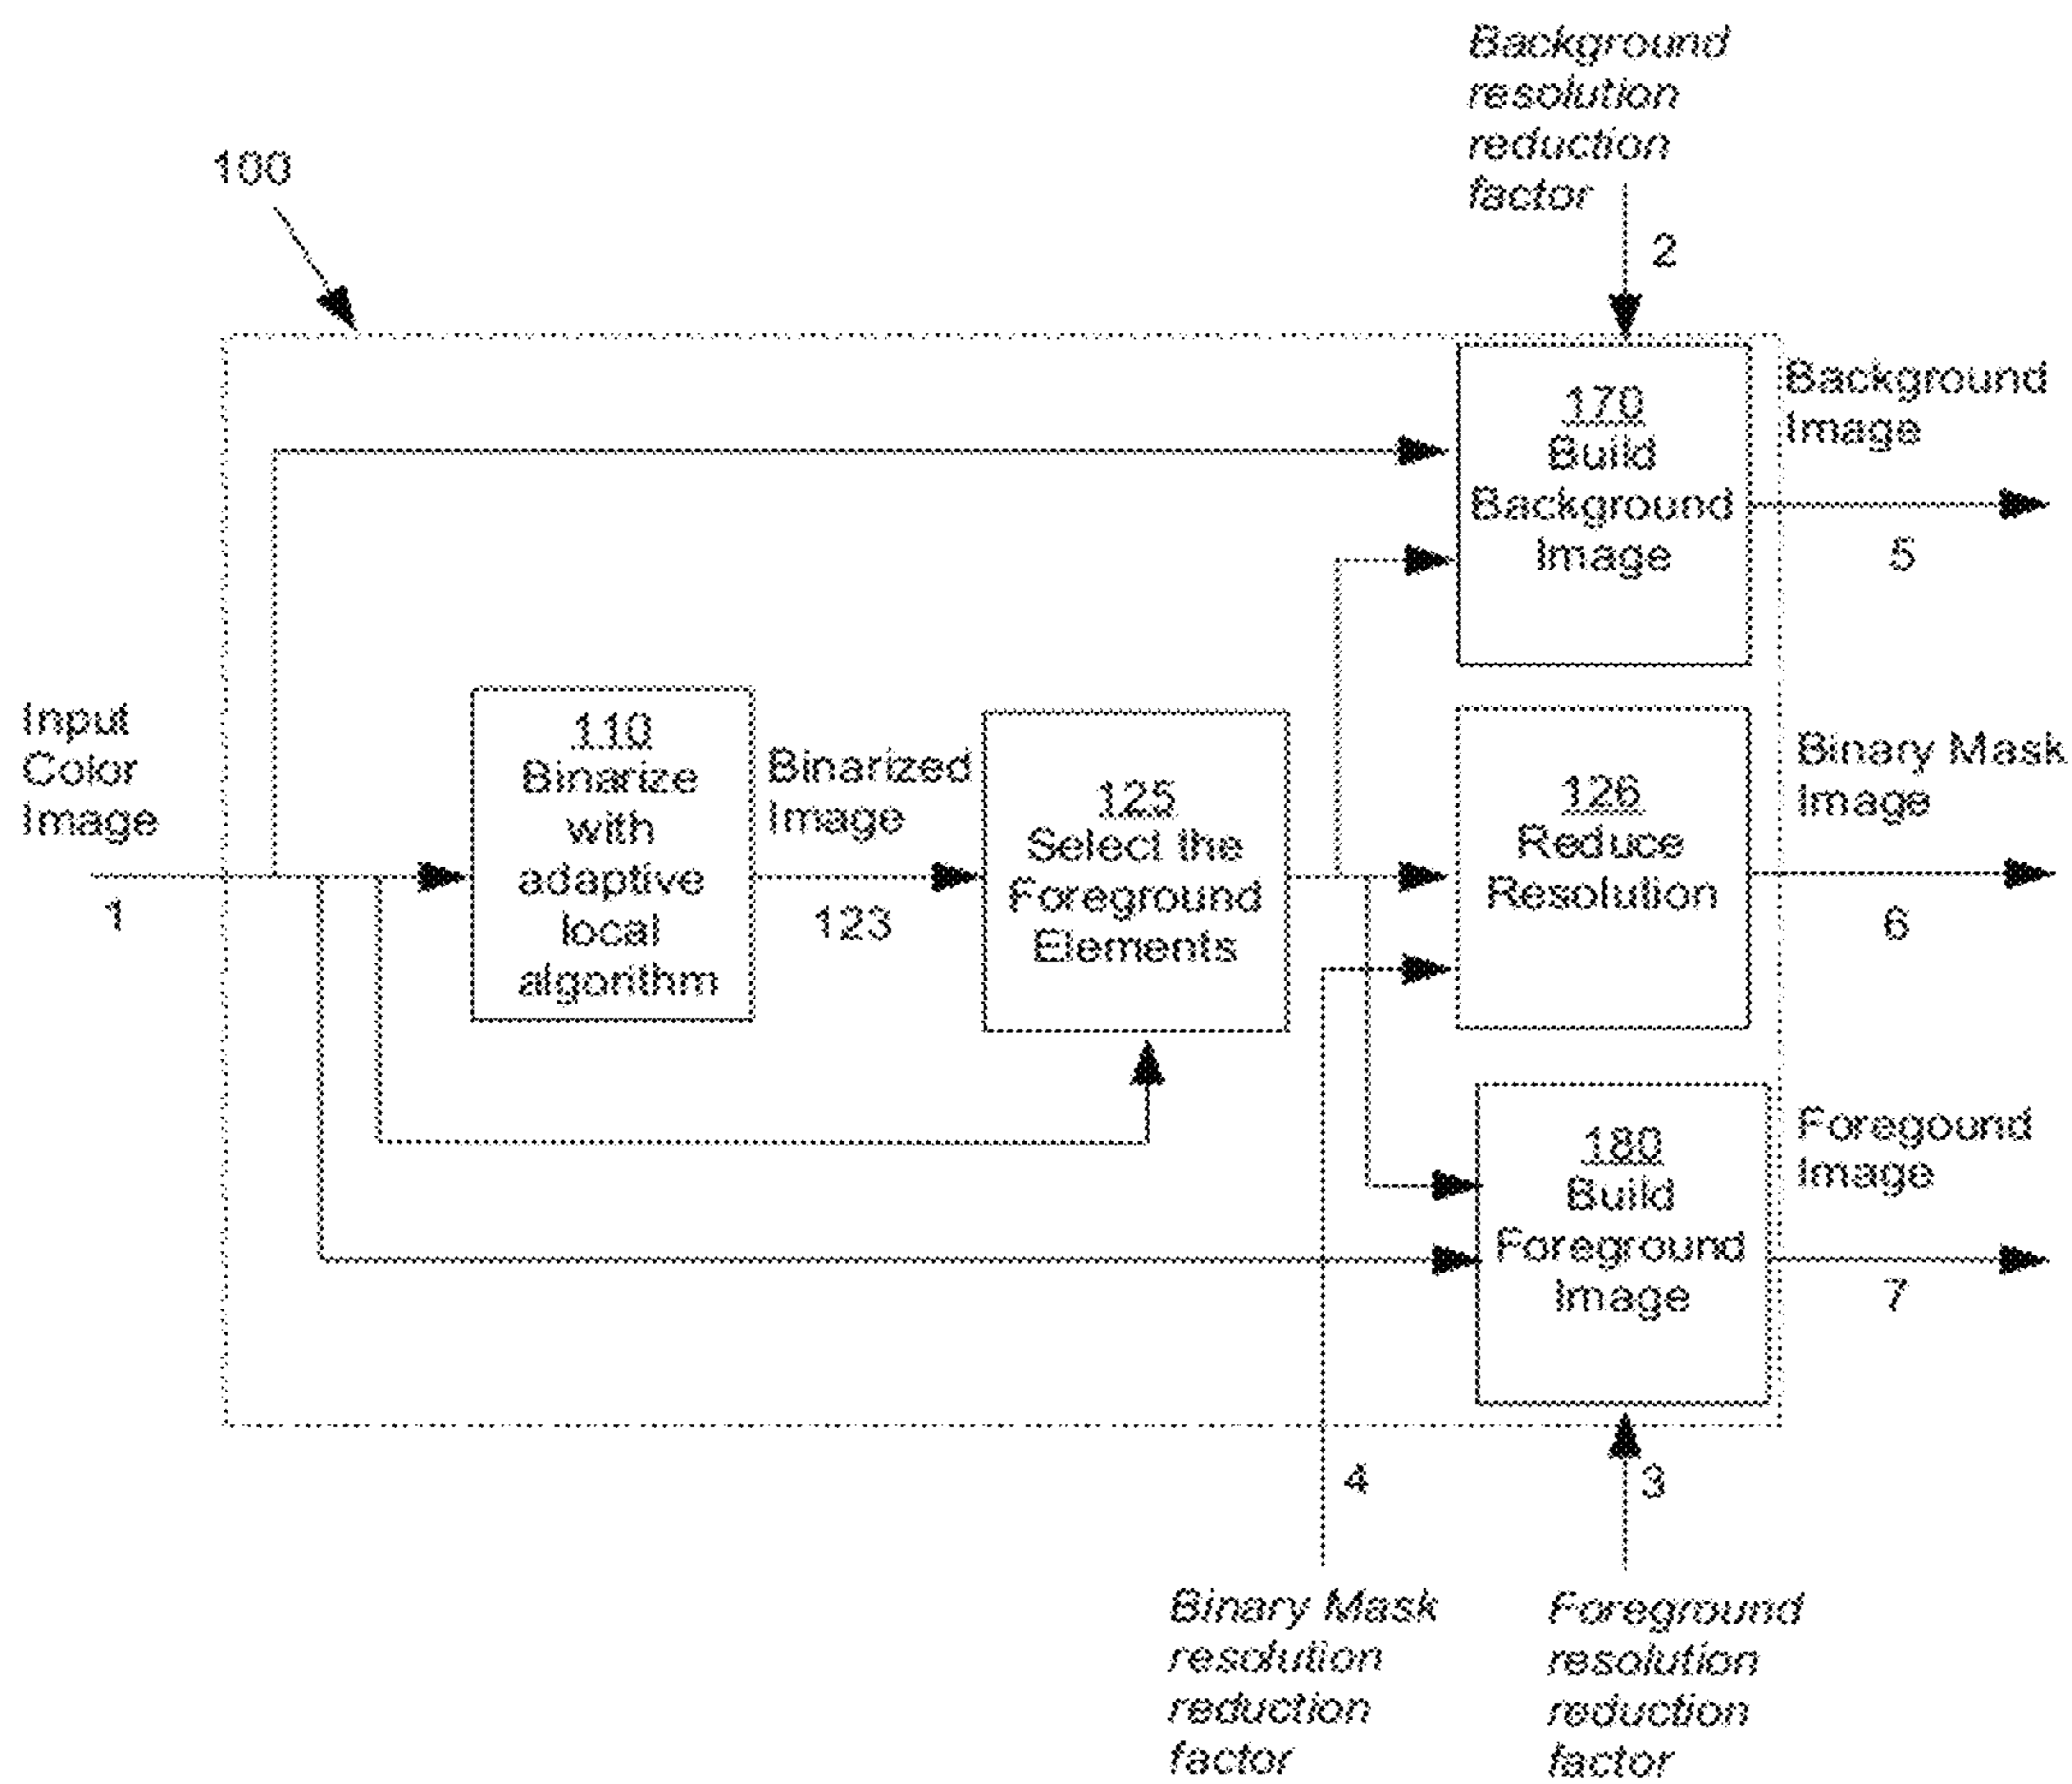 Background
resolution
reduction
factor
100
2
170
Build
Background
Image
Background
Image
5
Input
Color
Image
1
110
Binarize
with
adaptive
local
algorithm
Binarized
Image
123
125
Select the
Foreground
Elements
126
Reduce
Resolution
Binary Mask
Image
6
180
Build
Foreground
Image
Foregound
Image
7
4
3
Binary Mask
resolution
reduction
factor
Foreground
resolution
reduction
factor